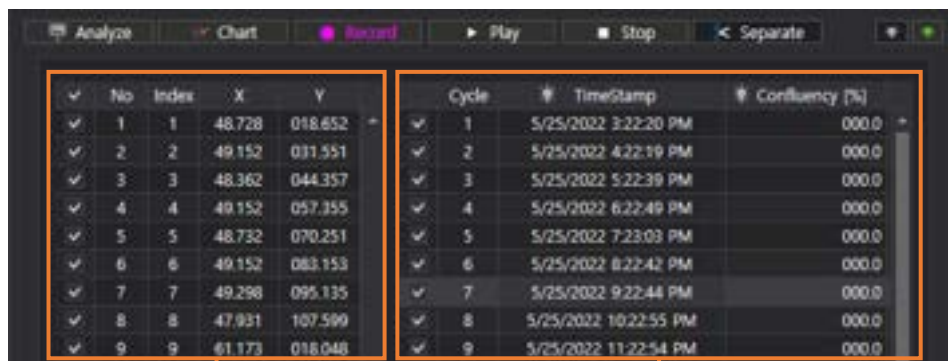 Analyze Chart Record Play Stop Separate
No Index X Y Cycle TimeStamp Confluency [%]
1 1 48.728 018.652 1 5/25/2022 3:22:20 PM 000.0
2 2 49.152 031.551 2 5/25/2022 4:22:19 PM 000.0
3 3 48.362 044.357 3 5/25/2022 5:22:39 PM 000.0
4 4 49.152 057.355 4 5/25/2022 6:22:49 PM 000.0
5 5 48.732 070.251 5 5/25/2022 7:23:03 PM 000.0
6 6 49.152 083.153 6 5/25/2022 8:22:42 PM 000.0
7 7 49.298 095.135 7 5/25/2022 9:22:44 PM 000.0
8 8 47.931 107.599 8 5/25/2022 10:22:55 PM 000.0
9 9 61.173 018.048 9 5/25/2022 11:22:54 PM 000.0